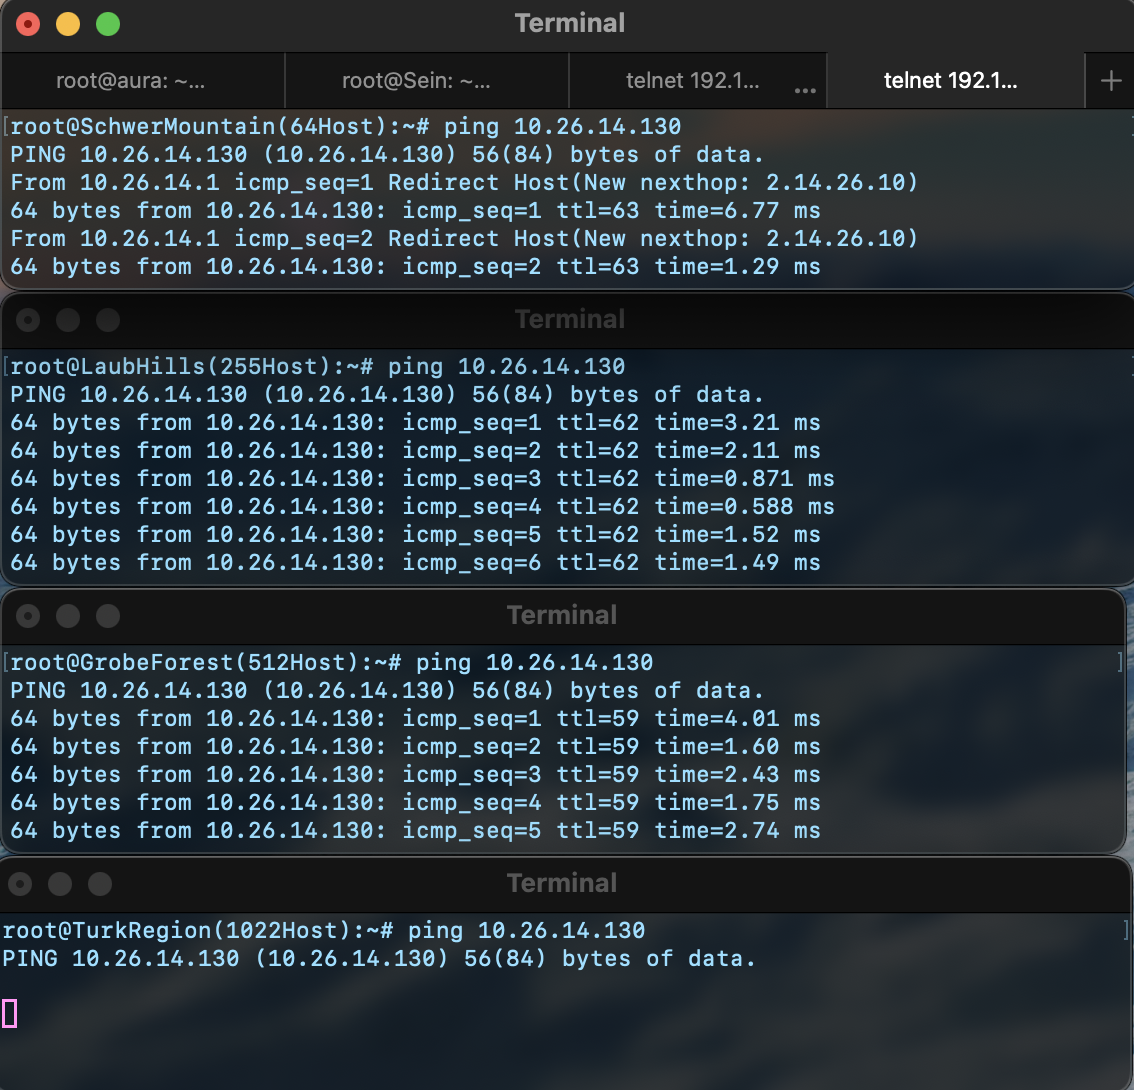 Terminal
root@aura: ~...
root@Sein: ~...
telnet 192.1...
...
telnet 192.1...
+
[root@SchwerMountain(64Host):~# ping 10.26.14.130 ]
PING 10.26.14.130 (10.26.14.130) 56(84) bytes of data.
From 10.26.14.1 icmp_seq=1 Redirect Host(New nexthop: 2.14.26.10)
64 bytes from 10.26.14.130: icmp_seq=1 ttl=63 time=6.77 ms
From 10.26.14.1 icmp_seq=2 Redirect Host(New nexthop: 2.14.26.10)
64 bytes from 10.26.14.130: icmp_seq=2 ttl=63 time=1.29 ms
Terminal
[root@LaubHills(255Host):~# ping 10.26.14.130 ]
PING 10.26.14.130 (10.26.14.130) 56(84) bytes of data.
64 bytes from 10.26.14.130: icmp_seq=1 ttl=62 time=3.21 ms
64 bytes from 10.26.14.130: icmp_seq=2 ttl=62 time=2.11 ms
64 bytes from 10.26.14.130: icmp_seq=3 ttl=62 time=0.871 ms
64 bytes from 10.26.14.130: icmp_seq=4 ttl=62 time=0.588 ms
64 bytes from 10.26.14.130: icmp_seq=5 ttl=62 time=1.52 ms
64 bytes from 10.26.14.130: icmp_seq=6 ttl=62 time=1.49 ms
Terminal
[root@GrobeForest(512Host):~# ping 10.26.14.130 ]
PING 10.26.14.130 (10.26.14.130) 56(84) bytes of data.
64 bytes from 10.26.14.130: icmp_seq=1 ttl=59 time=4.01 ms
64 bytes from 10.26.14.130: icmp_seq=2 ttl=59 time=1.60 ms
64 bytes from 10.26.14.130: icmp_seq=3 ttl=59 time=2.43 ms
64 bytes from 10.26.14.130: icmp_seq=4 ttl=59 time=1.75 ms
64 bytes from 10.26.14.130: icmp_seq=5 ttl=59 time=2.74 ms
Terminal
root@TurkRegion(1022Host):~# ping 10.26.14.130 ]
PING 10.26.14.130 (10.26.14.130) 56(84) bytes of data.